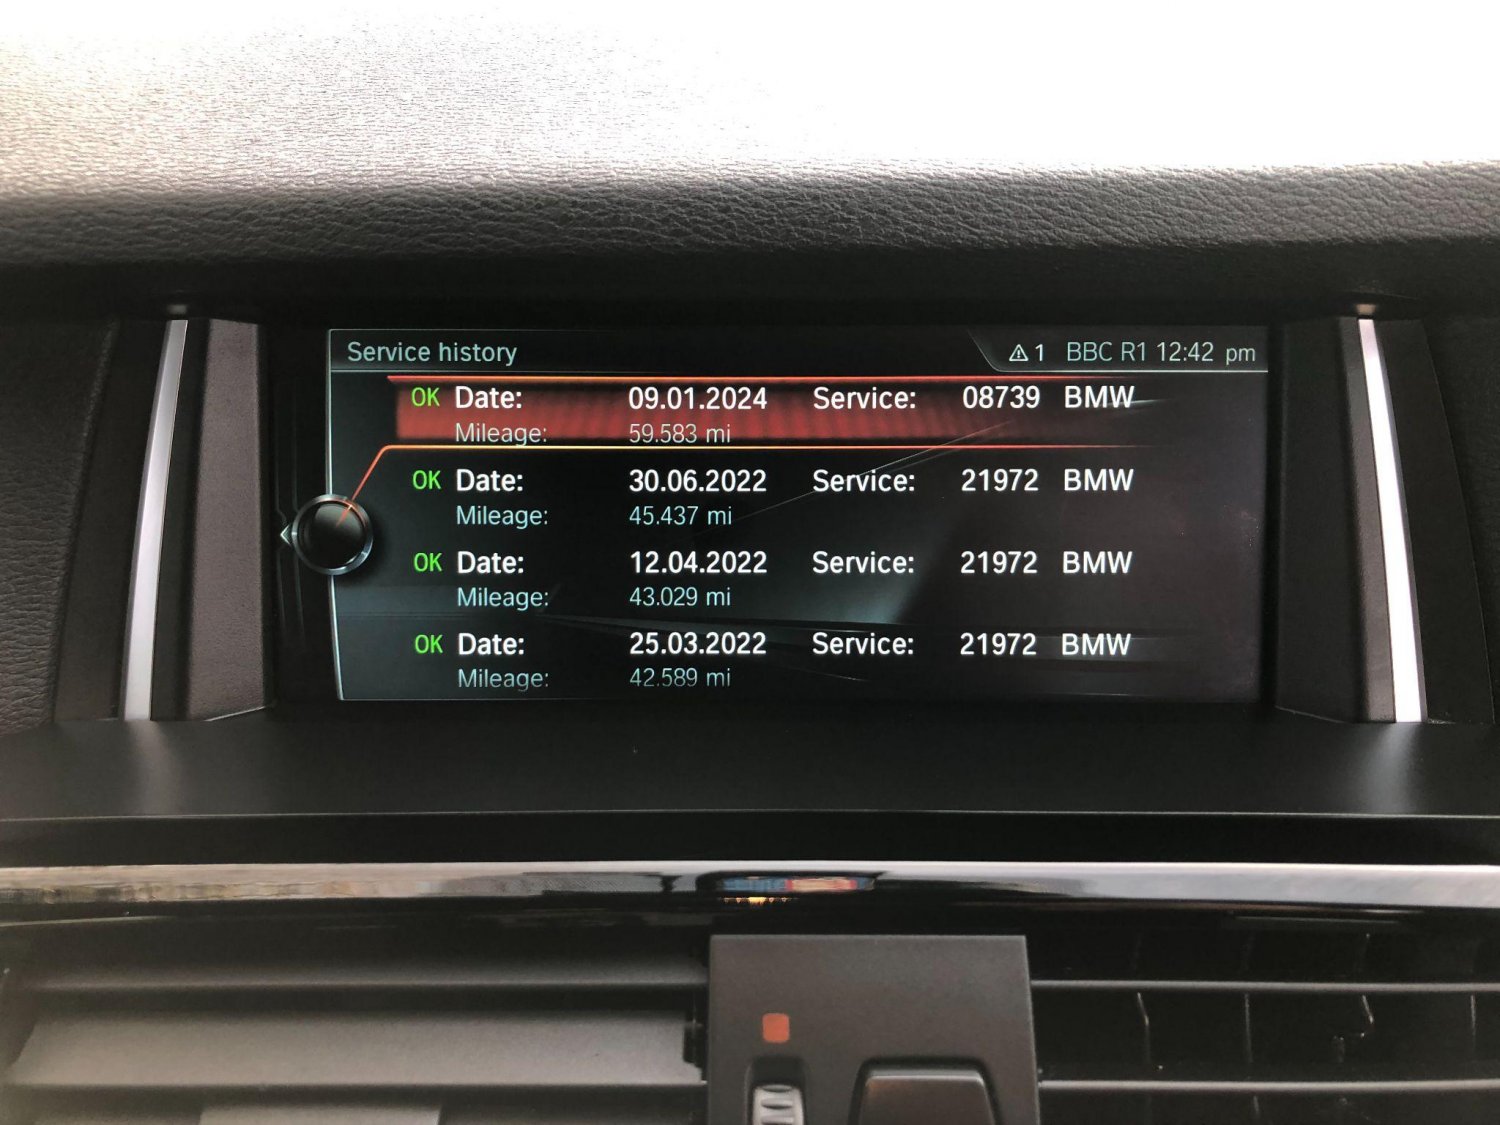 Service history 1 BBC R1 12:42 pm
OK Date: 09.01.2024 Service: 08739 BMW
Mileage: 59.583 mi
OK Date: 30.06.2022 Service: 21972 BMW
Mileage: 45.437 mi
OK Date: 12.04.2022 Service: 21972 BMW
Mileage: 43.029 mi
OK Date: 25.03.2022 Service: 21972 BMW
Mileage: 42.589 mi